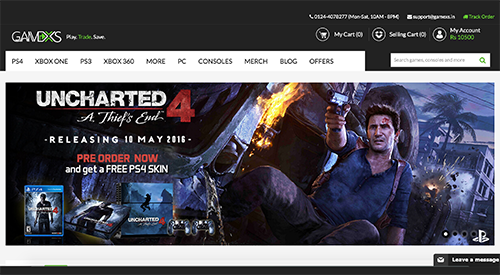 0124-4078277 (Mon-Sat, 10AM - 8PM) support@gamexs.in Track Order
GAMEXS Play. Trade. Save. My Cart (0) Selling Cart (0) My Account
Rs 10500
PS4 XBOX ONE PS3 XBOX 360 MORE PC CONSOLES MERCH BLOG OFFERS Search games, consoles and more
UNCHARTED 4
A Thief's End
- RELEASING 10 MAY 2016 -
PRE ORDER NOW
and get a FREE PS4 SKIN
UNCHARTED 4
Leave a message